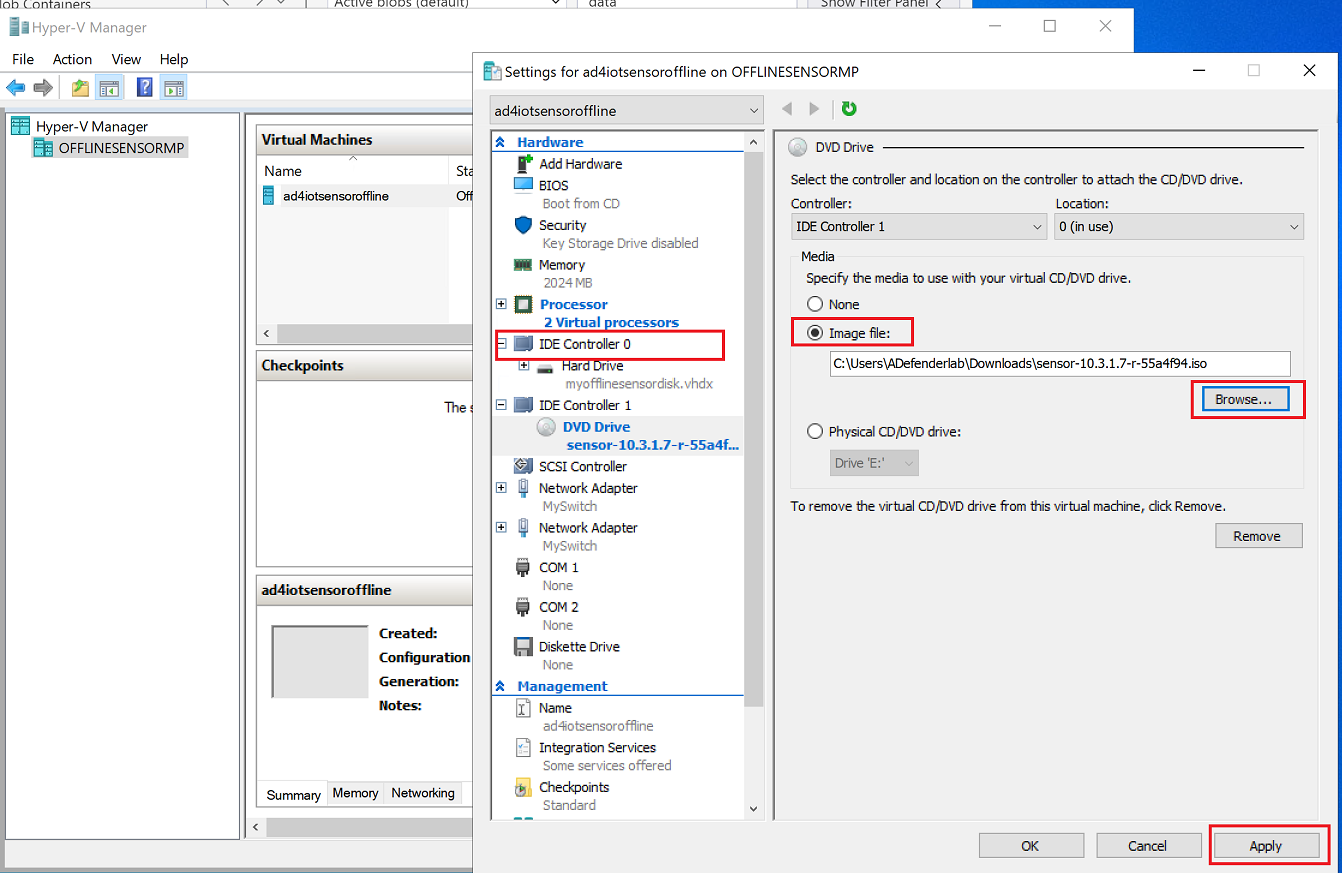 Job Containers
Active blobs (default)
data
Show Filter Panel
Hyper-V Manager
File Action View Help
Hyper-V Manager
OFFLINESENSORMP
Virtual Machines
Name
Sta
ad4iotsensoroffline
Off
Checkpoints
The s
ad4iotsensoroffline
Created:
Configuration
Generation:
Notes:
Summary Memory Networking
Settings for ad4iotsensoroffline on OFFLINESENSORMP
ad4iotsensoroffline
Hardware
Add Hardware
BIOS
Boot from CD
Security
Key Storage Drive disabled
Memory
2024 MB
Processor
2 Virtual processors
IDE Controller 0
Hard Drive
myofflinesensordisk.vhdx
IDE Controller 1
DVD Drive
sensor-10.3.1.7-r-55a4f...
SCSI Controller
Network Adapter
MySwitch
Network Adapter
MySwitch
COM 1
None
COM 2
None
Diskette Drive
None
Management
Name
ad4iotsensoroffline
Integration Services
Some services offered
Checkpoints
Standard
DVD Drive
Select the controller and location on the controller to attach the CD/DVD drive.
Controller: Location:
IDE Controller 1 0 (in use)
Media
Specify the media to use with your virtual CD/DVD drive.
None
Image file:
C:\Users\ADefenderlab\Downloads\sensor-10.3.1.7-r-55a4f94.iso
Browse...
Physical CD/DVD drive:
Drive 'E:'
To remove the virtual CD/DVD drive from this virtual machine, click Remove.
Remove
OK Cancel Apply